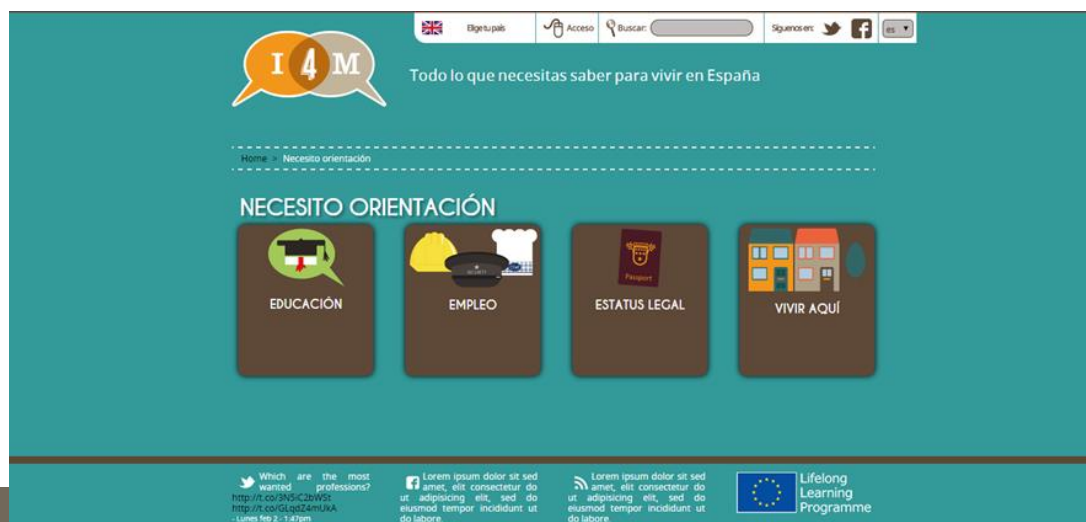 Elige tu país
Acceso
Buscar:
Síguenos en:
es
I 4 M
Todo lo que necesitas saber para vivir en España
Home > Necesito orientación
NECESITO ORIENTACIÓN
EDUCACIÓN
SECURITY
EMPLEO
Passport
ESTATUS LEGAL
VIVIR AQUÍ
Which are the most
wanted professions?
http://t.co/3N5iC2bWSt
http://t.co/GLqdZ4mUkA
- Lunes feb 2 - 1:47pm
Lorem ipsum dolor sit sed
amet, elit consectetur do
ut adipisicing elit, sed do
eiusmod tempor incididunt ut
do labore.
Lorem ipsum dolor sit sed
amet, elit consectetur do
ut adipisicing elit, sed do
eiusmod tempor incididunt ut
do labore.
Lifelong
Learning
Programme